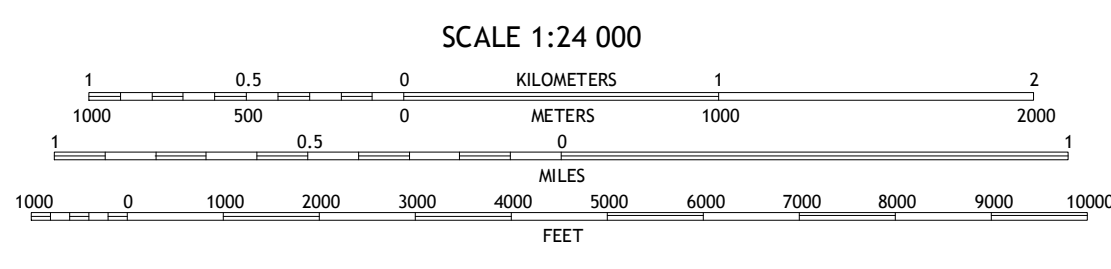 SCALE 1:24 000
1 0.5 0 KILOMETERS 1 2
1000 500 0 METERS 1000 2000
1 0.5 0 1
MILES
1000 0 1000 2000 3000 4000 5000 6000 7000 8000 9000 10000
FEET